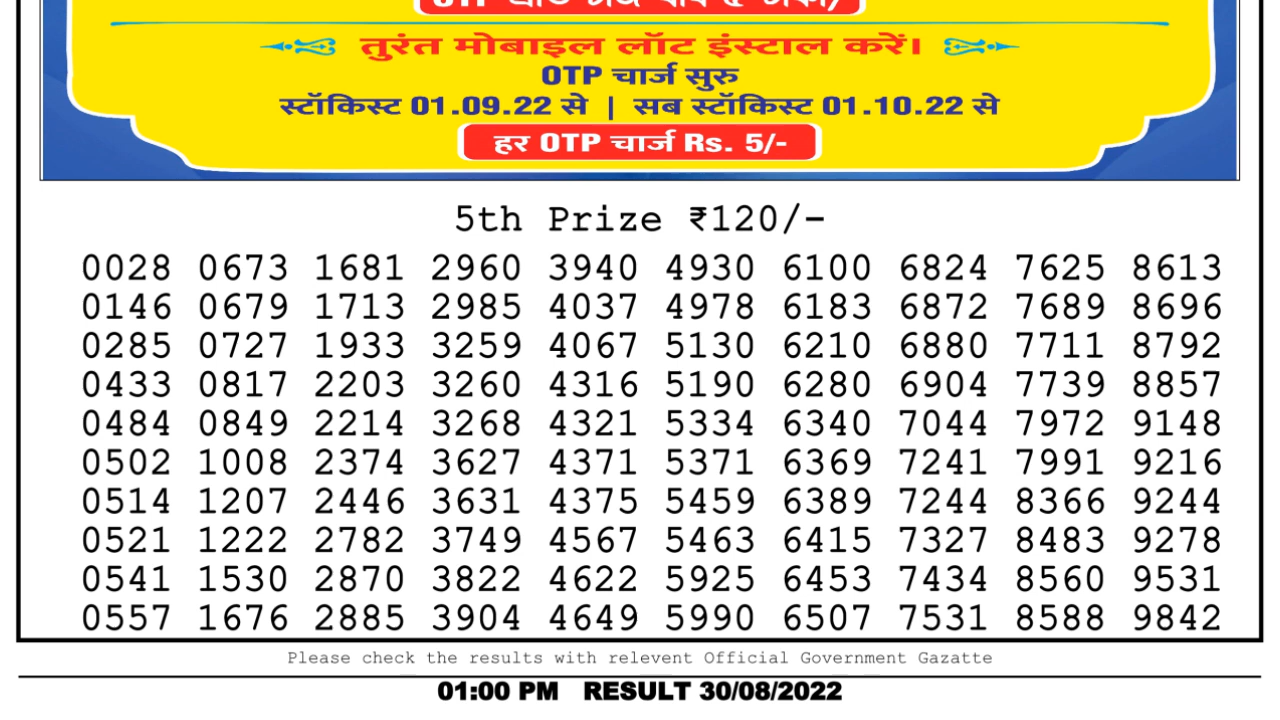 तुरंत मोबाइल लॉट इंस्टाल करें।
OTP चार्ज सुरु
स्टॉकिस्ट 01.09.22 से | सब स्टॉकिस्ट 01.10.22 से
हर OTP चार्ज Rs. 5/-
5th Prize ₹120/-
0028 0673 1681 2960 3940 4930 6100 6824 7625 8613
0146 0679 1713 2985 4037 4978 6183 6872 7689 8696
0285 0727 1933 3259 4067 5130 6210 6880 7711 8792
0433 0817 2203 3260 4316 5190 6280 6904 7739 8857
0484 0849 2214 3268 4321 5334 6340 7044 7972 9148
0502 1008 2374 3627 4371 5371 6369 7241 7991 9216
0514 1207 2446 3631 4375 5459 6389 7244 8366 9244
0521 1222 2782 3749 4567 5463 6415 7327 8483 9278
0541 1530 2870 3822 4622 5925 6453 7434 8560 9531
0557 1676 2885 3904 4649 5990 6507 7531 8588 9842
Please check the results with relevent Official Government Gazatte
01:00 PM RESULT 30/08/2022